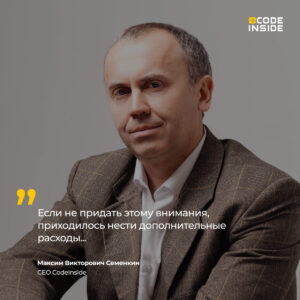 CODE
INSIDE
Если не придать этому внимания,
приходилось нести дополнительные
расходы...
Максим Викторович Семенкин
CEO Codeinside